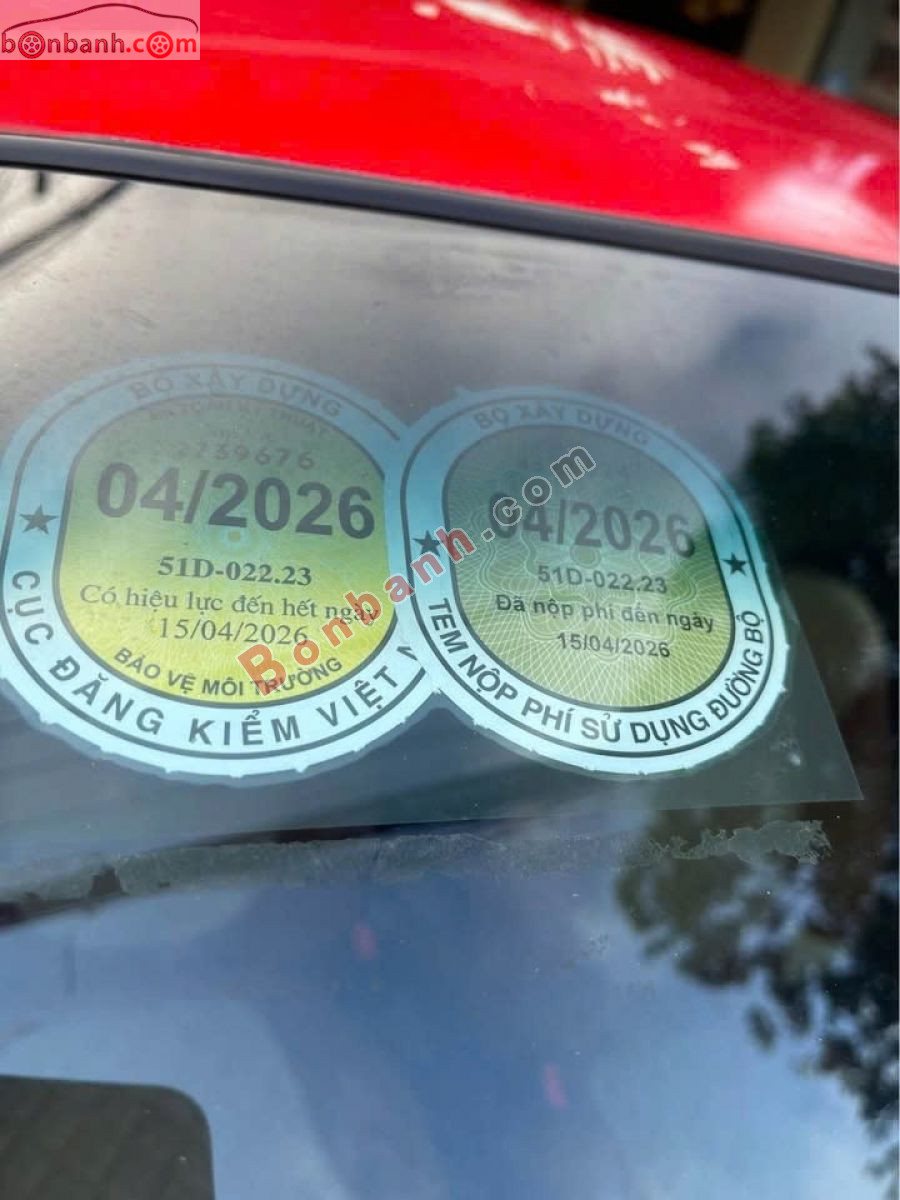 bonbanh.com
BỘ XÂY DỰNG
2739676
04/2026
51D-022.23
Có hiệu lực đến hết ngày
15/04/2026
BẢO VỆ MÔI TRƯỜNG
CỤC ĐĂNG KIỂM VIỆT
BỘ XÂY DỰNG
04/2026
51D-022.23
Đã nộp phí đến ngày
15/04/2026
TEM NỘP PHÍ SỬ DỤNG ĐƯỜNG BỘ
Bonbanh.com